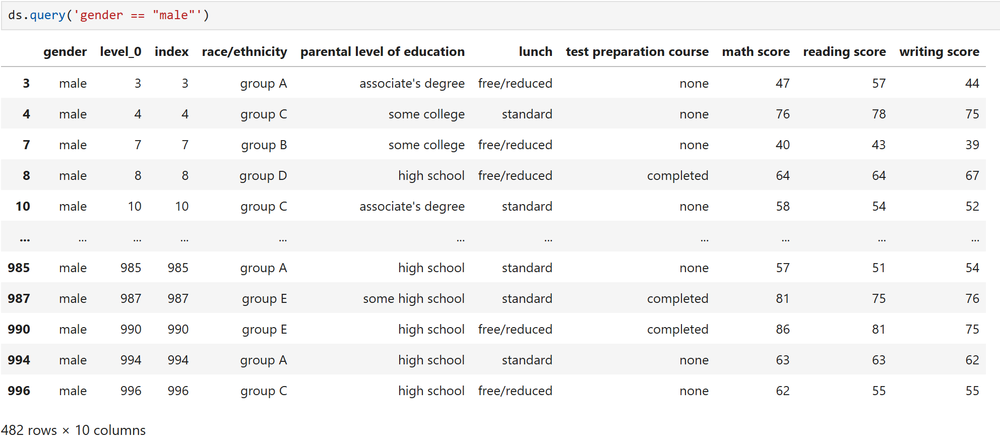 ds.query('gender == "male"')
gender level_0 index race/ethnicity parental level of education lunch test preparation course math score reading score writing score
3 male 3 3 group A associate's degree free/reduced none 47 57 44
4 male 4 4 group C some college standard none 76 78 75
7 male 7 7 group B some college free/reduced none 40 43 39
8 male 8 8 group D high school free/reduced completed 64 64 67
10 male 10 10 group C associate's degree standard none 58 54 52
... ... ... ... ... ... ... ... ... ... ...
985 male 985 985 group A high school standard none 57 51 54
987 male 987 987 group E some high school standard completed 81 75 76
990 male 990 990 group E high school free/reduced completed 86 81 75
994 male 994 994 group A high school standard none 63 63 62
996 male 996 996 group C high school free/reduced none 62 55 55
482 rows × 10 columns